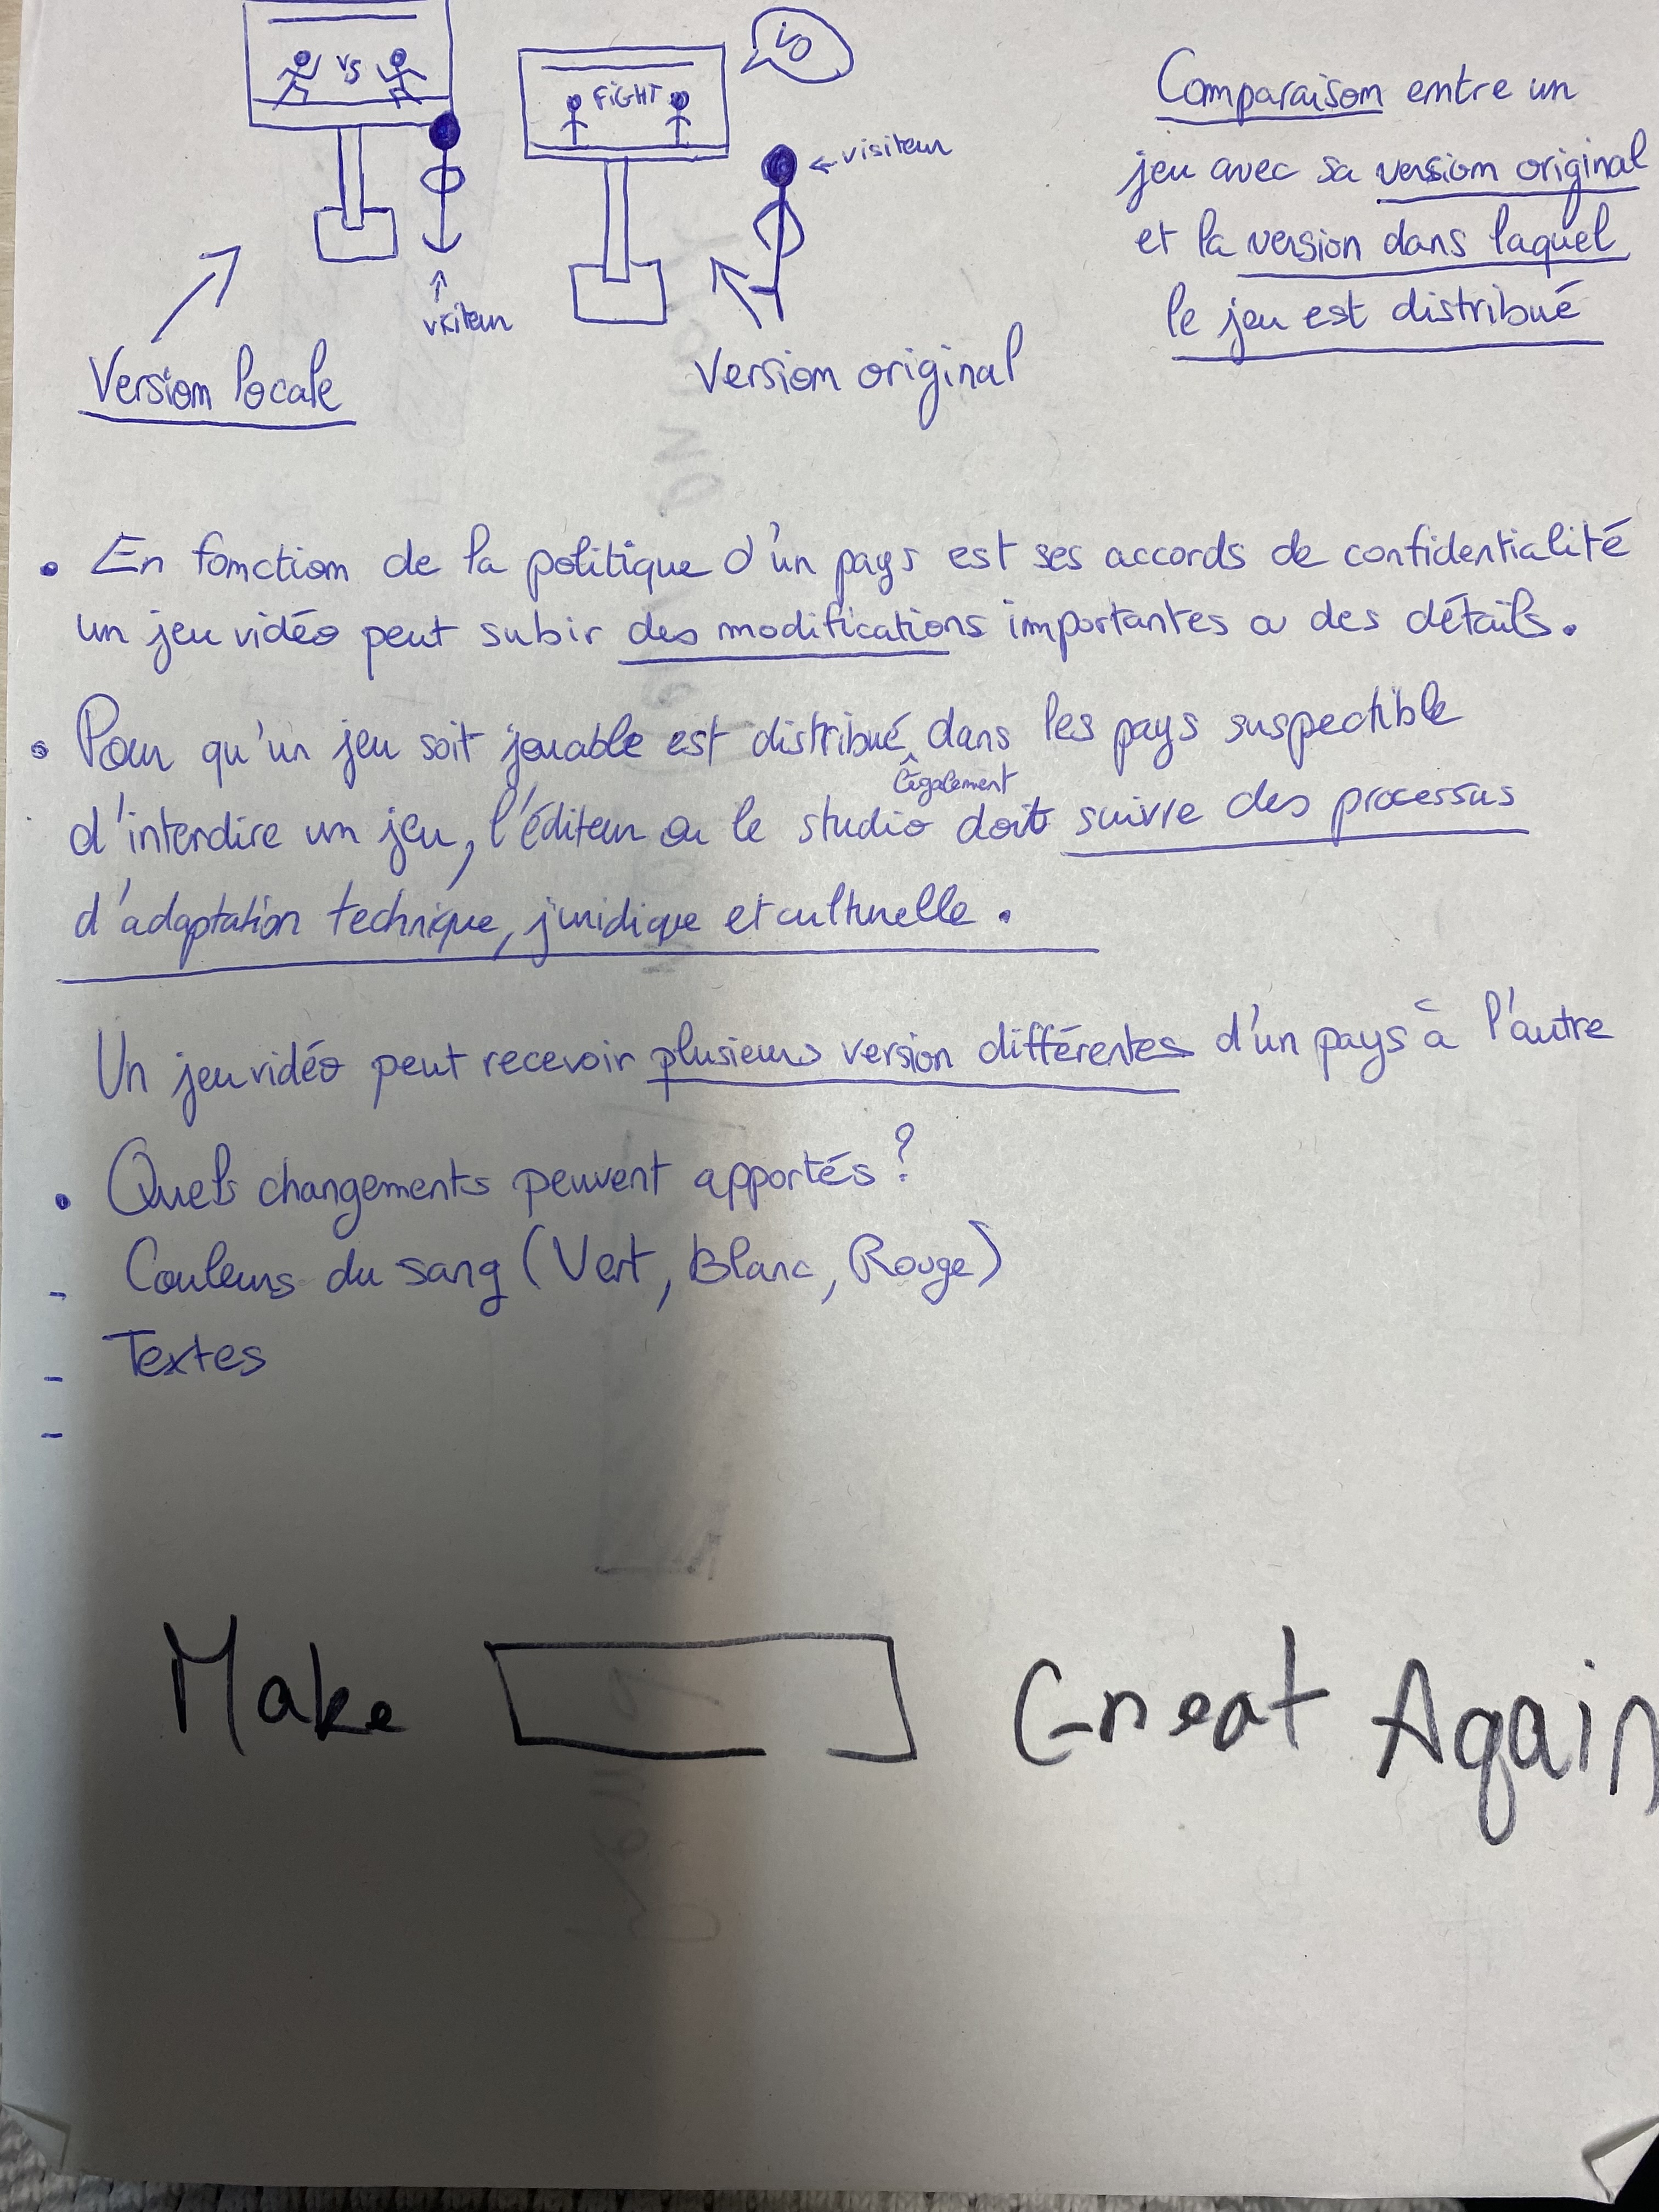 VS
FIGHT
Comparaison entre un
jeu avec sa version original
et la version dans laquel
le jeu est distribué
← visiteur
visiteur
Version locale
Version original
• En fonction de la politique d'un pays est ses accords de confidentialité
un jeu vidéo peut subir des modifications importantes a des détails.
• Pour qu'un jeu soit jouable est distribué dans les pays suspectible
légalement
d'interdire un jeu, l'éditeur ou le studio doit suivre des processus
d'adaptation technique, juridique et culturelle.
Un jeu vidéo peut recevoir plusieurs version différentes d'un pays à l'autre
• Quels changements peuvent apportés ?
- Couleurs du sang (Vert, Blanc, Rouge)
- Textes
-
Make Great Again